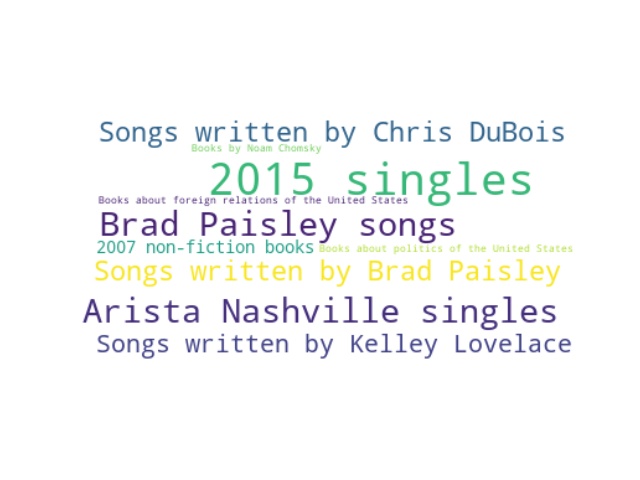 Songs written by Chris DuBois
Books by Noam Chomsky
2015 singles
Books about foreign relations of the United States
Brad Paisley songs
2007 non-fiction books
Books about politics of the United States
Songs written by Brad Paisley
Arista Nashville singles
Songs written by Kelley Lovelace